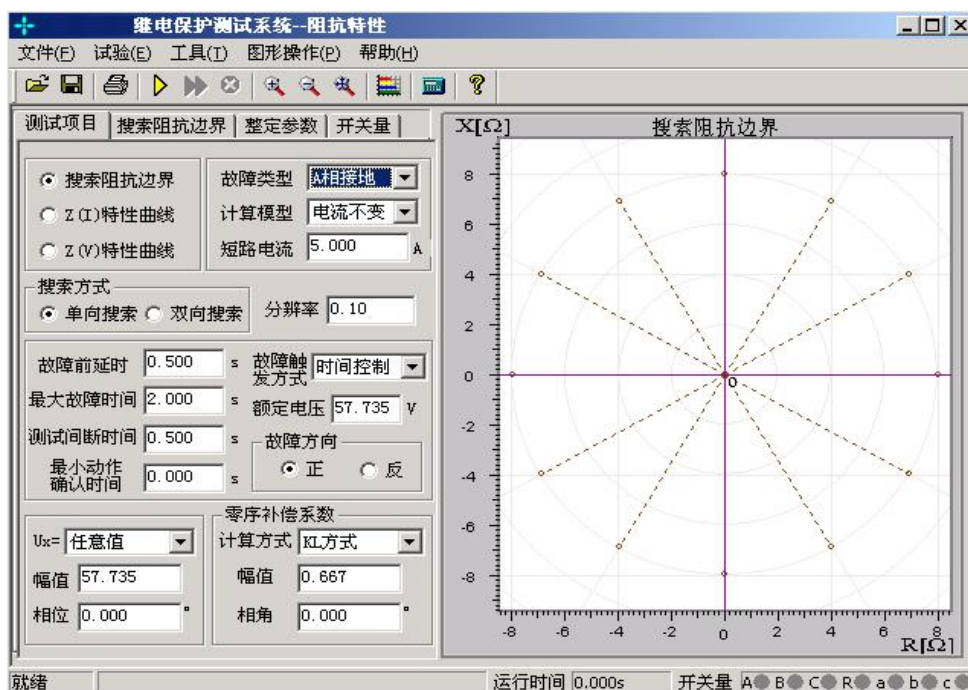 继电保护测试系统--阻抗特性
文件(F) 试验(E) 工具(T) 图形操作(P) 帮助(H)
测试项目 搜索阻抗边界 整定参数 开关量
搜索阻抗边界
Z(I)特性曲线
Z(V)特性曲线
故障类型 A相接地
计算模型 电流不变
短路电流 5.000 A
搜索方式
单向搜索 双向搜索
分辨率 0.10
故障前延时 0.500 s
最大故障时间 2.000 s
测试间断时间 0.500 s
最小动作
确认时间 0.000 s
故障触
发方式 时间控制
额定电压 57.735 V
故障方向
正 反
Ux= 任意值
幅值 57.735
相位 0.000 °
零序补偿系数
计算方式 KL方式
幅值 0.667
相角 0.000 °
X[Ω] 搜索阻抗边界
8
6
4
2
0
-2
-4
-6
-8
0
-8 -6 -4 -2 0 2 4 6 8
R[Ω]
就绪 运行时间 0.000s 开关量 A B C R a b c